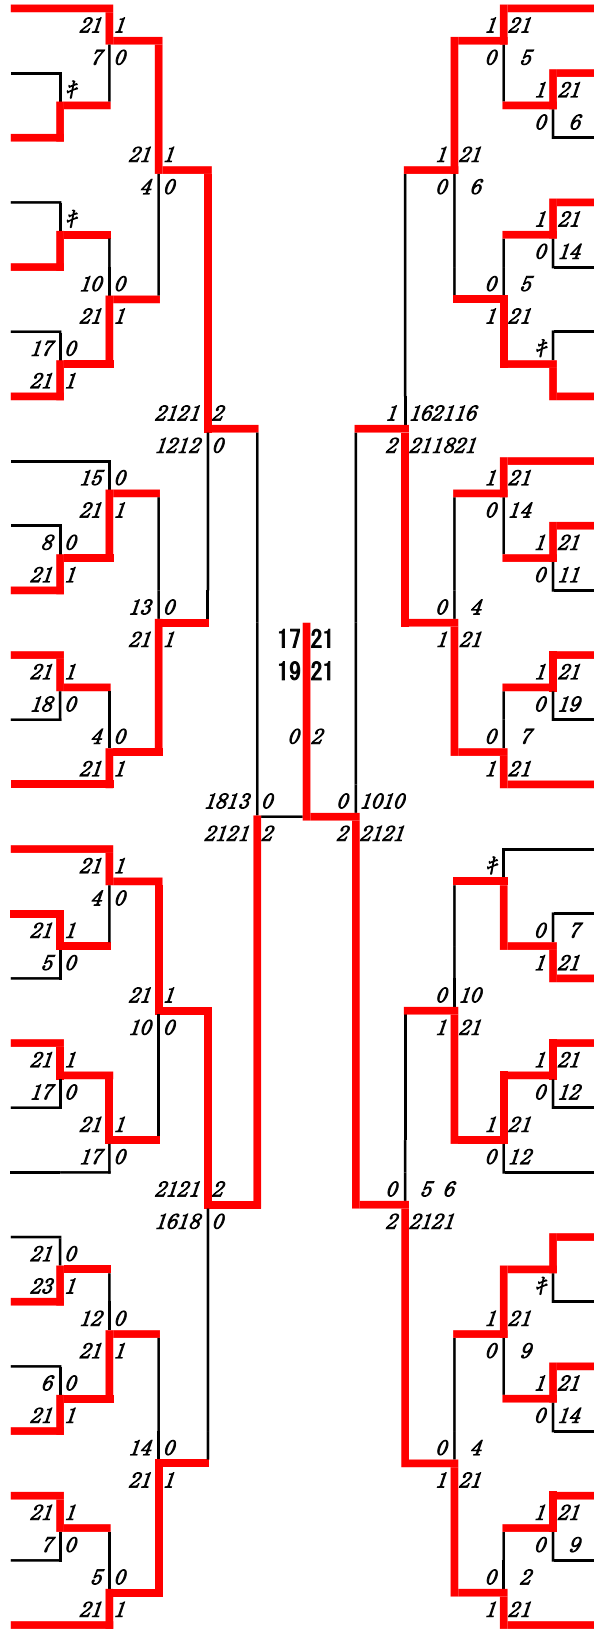 21 1 1 21
7 0 0 5
ｷ 1 21
0 6
21 1 1 21
4 0 0 6
ｷ 1 21
0 14
10 0 0 5
21 1 1 21
17 0 ｷ
21 1
2121 2 1 162116
1212 0 2 211821
15 0 1 21
21 1 0 14
8 0 1 21
21 1 0 11
13 0 0 4
21 1 17 21 1 21
21 1 19 21 1 21
18 0 0 19
4 0 0 2 0 7
21 1 1 21
1813 0 0 1010
2121 2 2 2121
21 1 ｷ
4 0
21 1 0 7
5 0 1 21
21 1 0 10
10 0 1 21
21 1 1 21
17 0 0 12
21 1 1 21
17 0 0 12
2121 2 0 5 6
1618 0 2 2121
21 0
23 1 ｷ
12 0 1 21
21 1 0 9
6 0 1 21
21 1 0 14
14 0 0 4
21 1 1 21
21 1 1 21
7 0 0 9
5 0 0 2
21 1 1 21